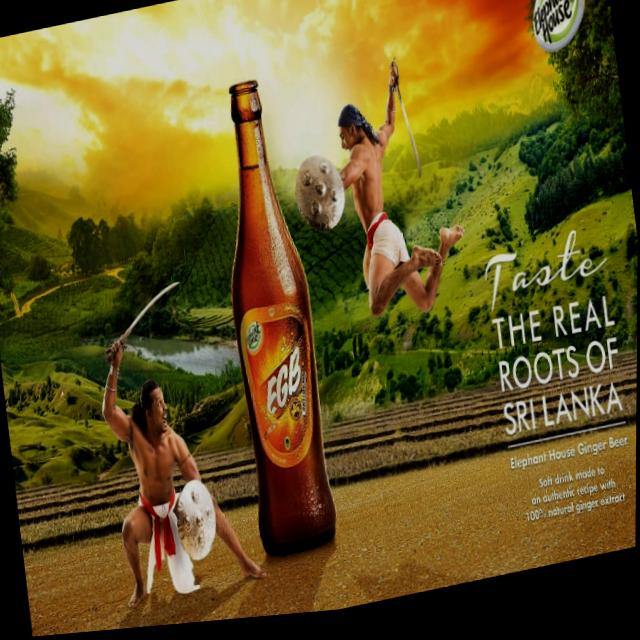 Elephant House
Taste
THE REAL
ROOTS OF
SRI LANKA
Elephant House Ginger Beer
Soft drink made to
an authentic recipe with
100% natural ginger extract
EGB